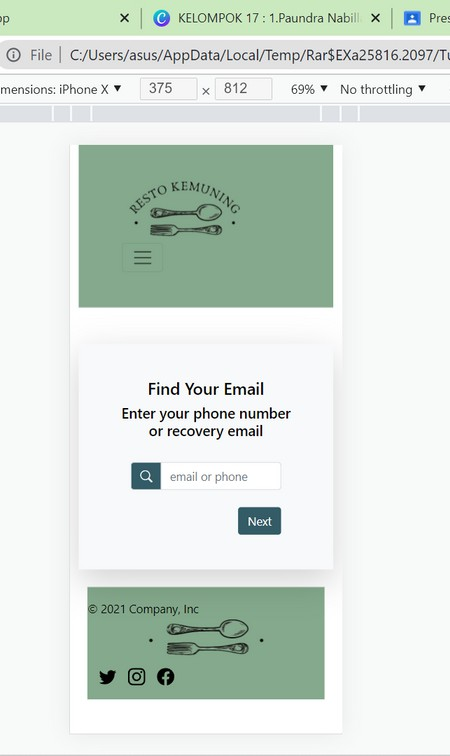 pp
KELOMPOK 17 : 1.Paundra Nabill
Pres
File
C:/Users/asus/AppData/Local/Temp/Rar$EXa25816.2097/Tu
mensions: iPhone X ▼ 375 × 812 69% ▼ No throttling ▼
RESTO KEMUNING
Find Your Email
Enter your phone number
or recovery email
email or phone
Next
© 2021 Company, Inc